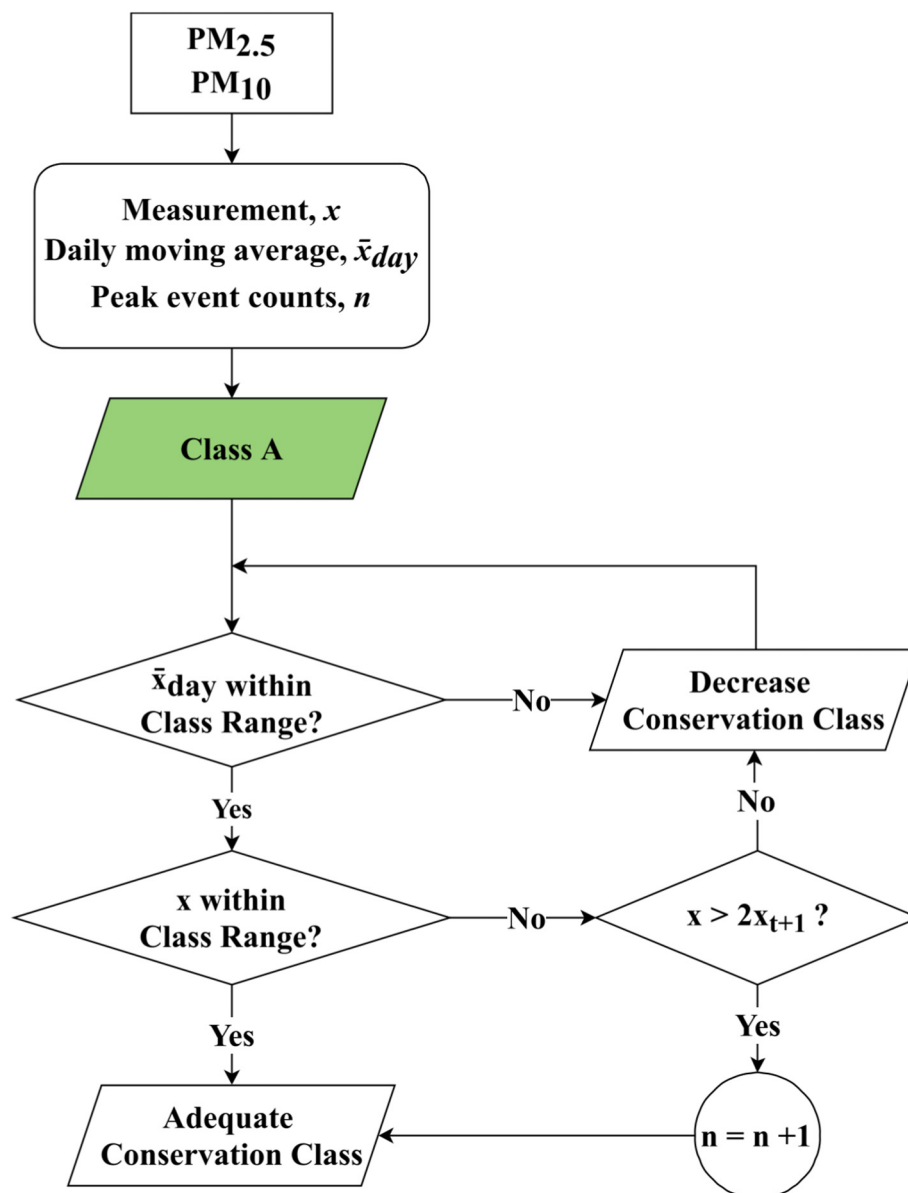 PM2.5
PM10
Measurement, x
Daily moving average, x̄day
Peak event counts, n
Class A
x̄day within
Class Range?
No
Decrease
Conservation Class
Yes
No
x within
Class Range?
No
x > 2xt+1 ?
Yes
Yes
Adequate
Conservation Class
n = n +1